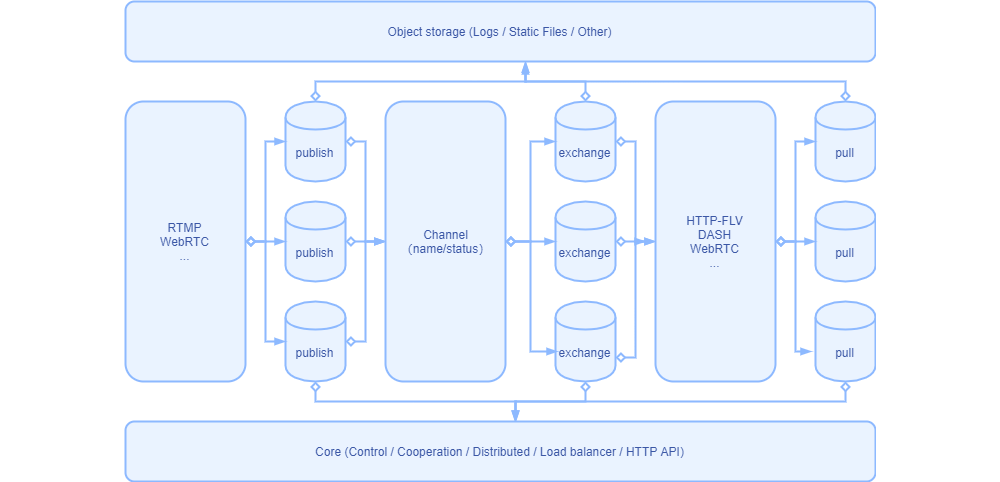 Object storage (Logs / Static Files / Other)
publish
exchange
pull
RTMP
WebRTC
...
publish
Channel
(name/status)
exchange
HTTP-FLV
DASH
WebRTC
...
pull
publish
exchange
pull
Core (Control / Cooperation / Distributed / Load balancer / HTTP API)